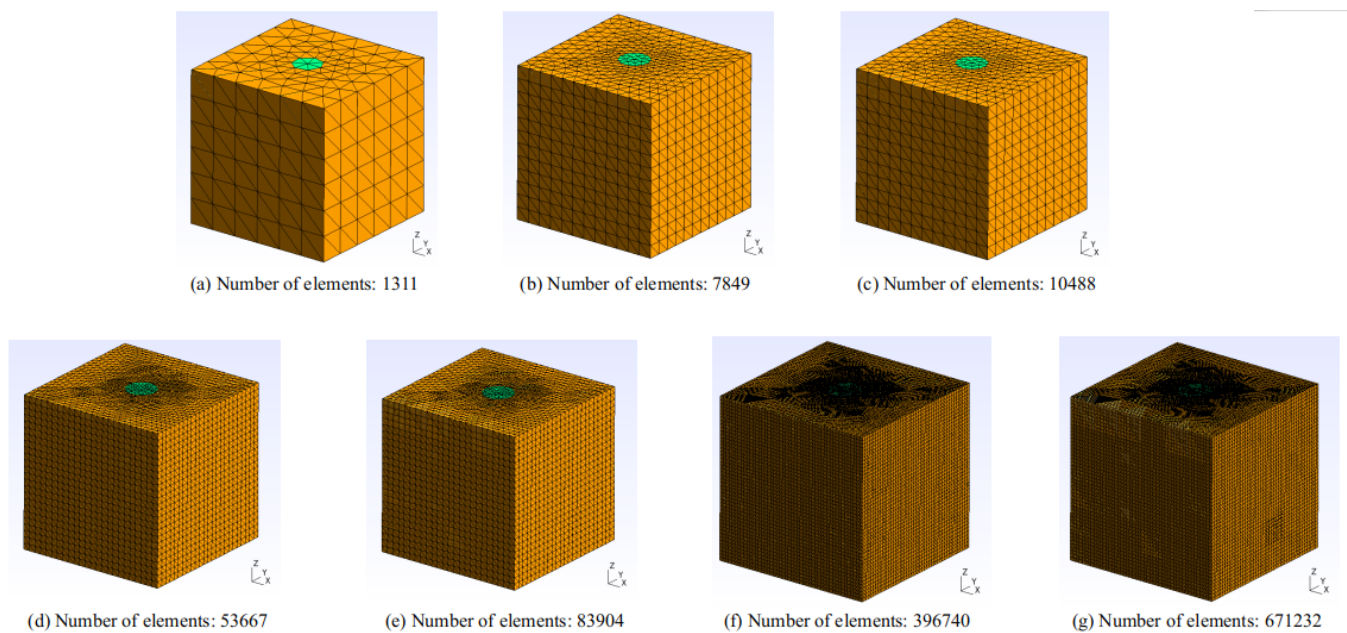 Z
Y
X
Z
Y
X
Z
Y
X
(a) Number of elements: 1311
(b) Number of elements: 7849
(c) Number of elements: 10488
Z
Y
X
Z
Y
X
Z
Y
X
Z
Y
X
(d) Number of elements: 53667
(e) Number of elements: 83904
(f) Number of elements: 396740
(g) Number of elements: 671232